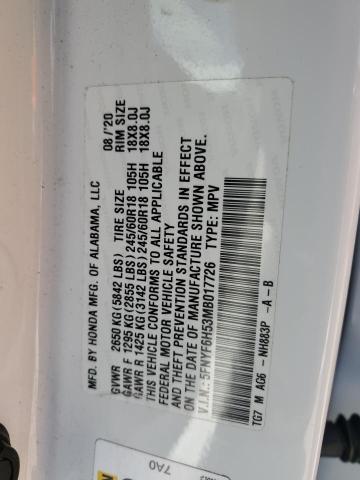 MFD. BY HONDA MFG. OF ALABAMA, LLC 08/'20
GVWR 2650 KG (5842 LBS) TIRE SIZE RIM SIZE
GAWR F 1295 KG (2855 LBS) 245/60R18 105H 18X8.0J
GAWR R 1425 KG (3142 LBS) 245/60R18 105H 18X8.0J
THIS VEHICLE CONFORMS TO ALL APPLICABLE
FEDERAL MOTOR VEHICLE SAFETY
AND THEFT PREVENTION STANDARDS IN EFFECT
ON THE DATE OF MANUFACTURE SHOWN ABOVE.
V.I.N.: 5FNYF6H53MB017726 TYPE: MPV
TG7 M AG6- NH883P -A-B
7A0